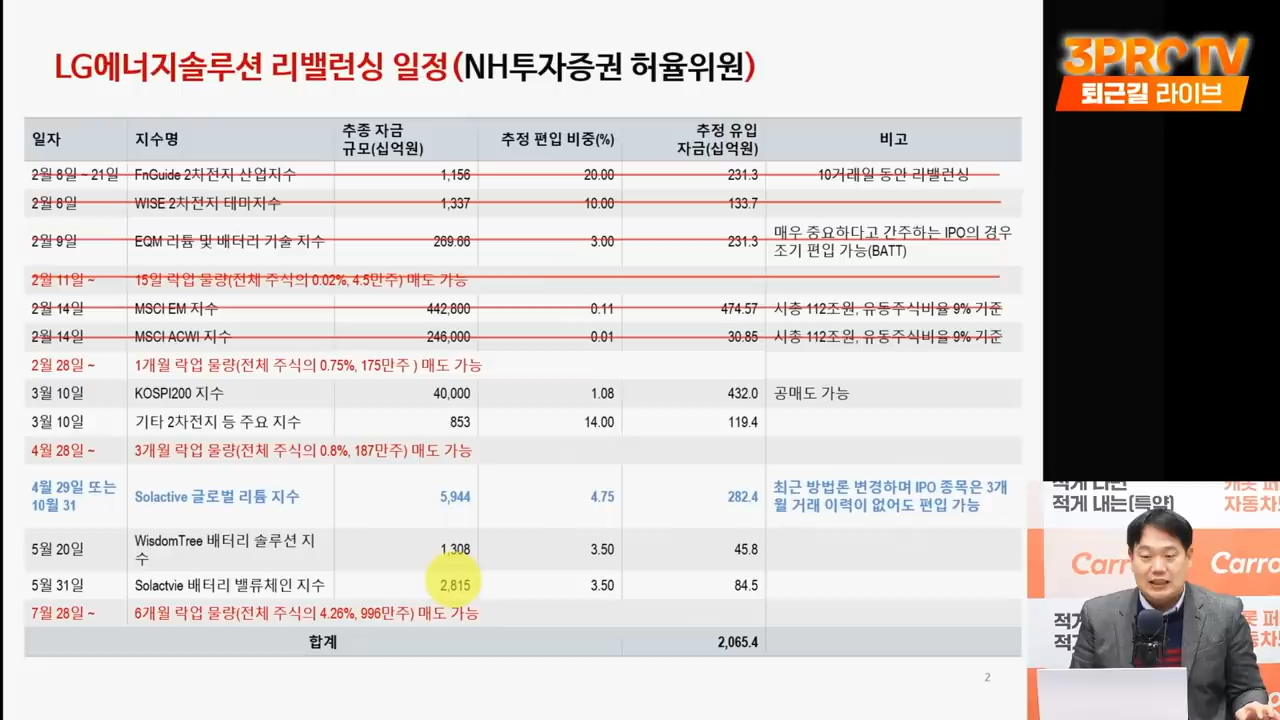 LG에너지솔루션 리밸런싱 일정(NH투자증권 허율위원)
3PRO TV
퇴근길 라이브
일자 지수명 추종 자금 규모(십억원) 추정 편입 비중(%) 추정 유입 자금(십억원) 비고
2월 8일 ~ 21일 FnGuide 2차전지 산업지수 1,156 20.00 231.3 10거래일 동안 리밸런싱
2월 8일 WISE 2차전지 테마지수 1,337 10.00 133.7
2월 9일 EQM 리튬 및 배터리 기술 지수 269.66 3.00 231.3 매우 중요하다고 간주하는 IPO의 경우 조기 편입 가능(BATT)
2월 11일 ~ 15일 락업 물량(전체 주식의 0.02%, 4.5만주) 매도 가능
2월 14일 MSCI EM 지수 442,800 0.11 474.57 시총 112조원, 유동주식비율 9% 기준
2월 14일 MSCI ACWI 지수 246,000 0.01 30.85 시총 112조원, 유동주식비율 9% 기준
2월 28일 ~ 1개월 락업 물량(전체 주식의 0.75%, 175만주 ) 매도 가능
3월 10일 KOSPI200 지수 40,000 1.08 432.0 공매도 가능
3월 10일 기타 2차전지 등 주요 지수 853 14.00 119.4
4월 28일 ~ 3개월 락업 물량(전체 주식의 0.8%, 187만주) 매도 가능
4월 29일 또는 10월 31 Solactive 글로벌 리튬 지수 5,944 4.75 282.4 최근 방법론 변경하며 IPO 종목은 3개월 거래 이력이 없어도 편입 가능
5월 20일 WisdomTree 배터리 솔루션 지수 1,308 3.50 45.8
5월 31일 Solactvie 배터리 밸류체인 지수 2,815 3.50 84.5
7월 28일 ~ 6개월 락업 물량(전체 주식의 4.26%, 996만주) 매도 가능
합계 2,065.4
2
적게 내는(특약)
자동차보
Carr
Carro